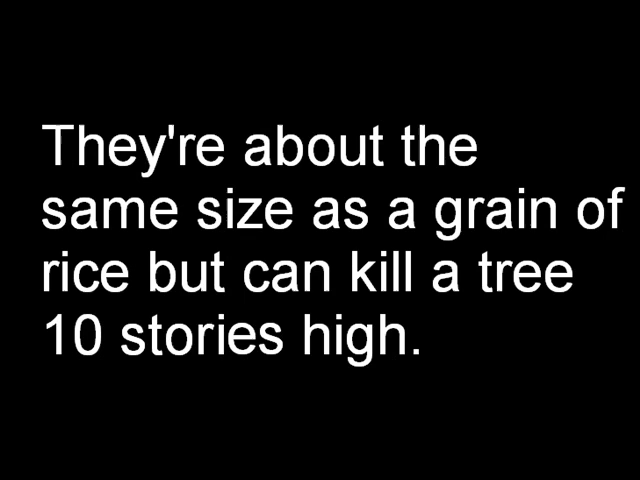 They're about the
same size as a grain of
rice but can kill a tree
10 stories high.